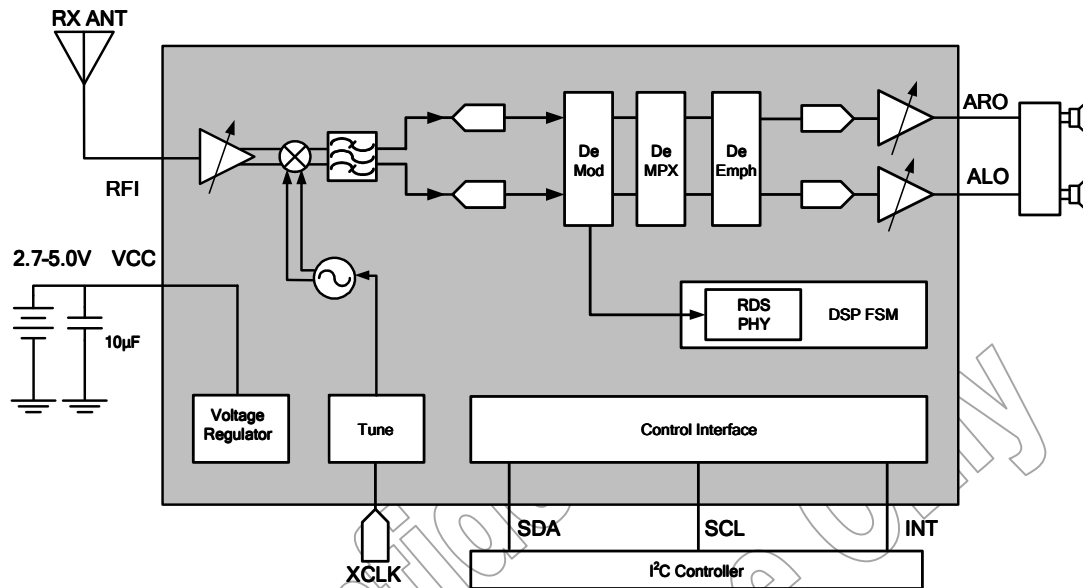 RX ANT
RFI
De
Mod
De
MPX
De
Emph
ARO
ALO
2.7-5.0V VCC
10µF
RDS
PHY
DSP FSM
Voltage
Regulator
Tune
Control Interface
XCLK
SDA
SCL
INT
I²C Controller